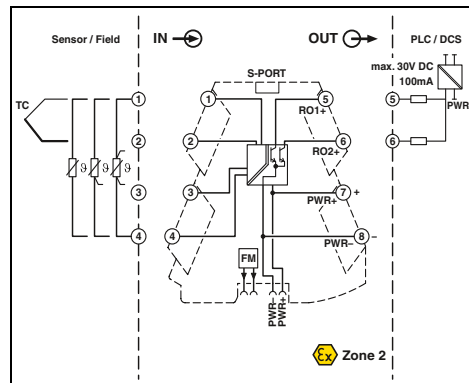 Sensor / Field
IN
OUT
PLC / DCS
S-PORT
max. 30V DC
100mA
PWR
TC
1
1
5
5
RO1+
2
2
6
6
RO2+
ϑ
ϑ
ϑ
3
3
7
+
PWR+
4
4
8
–
PWR–
FM
PWR–
PWR+
Ex Zone 2